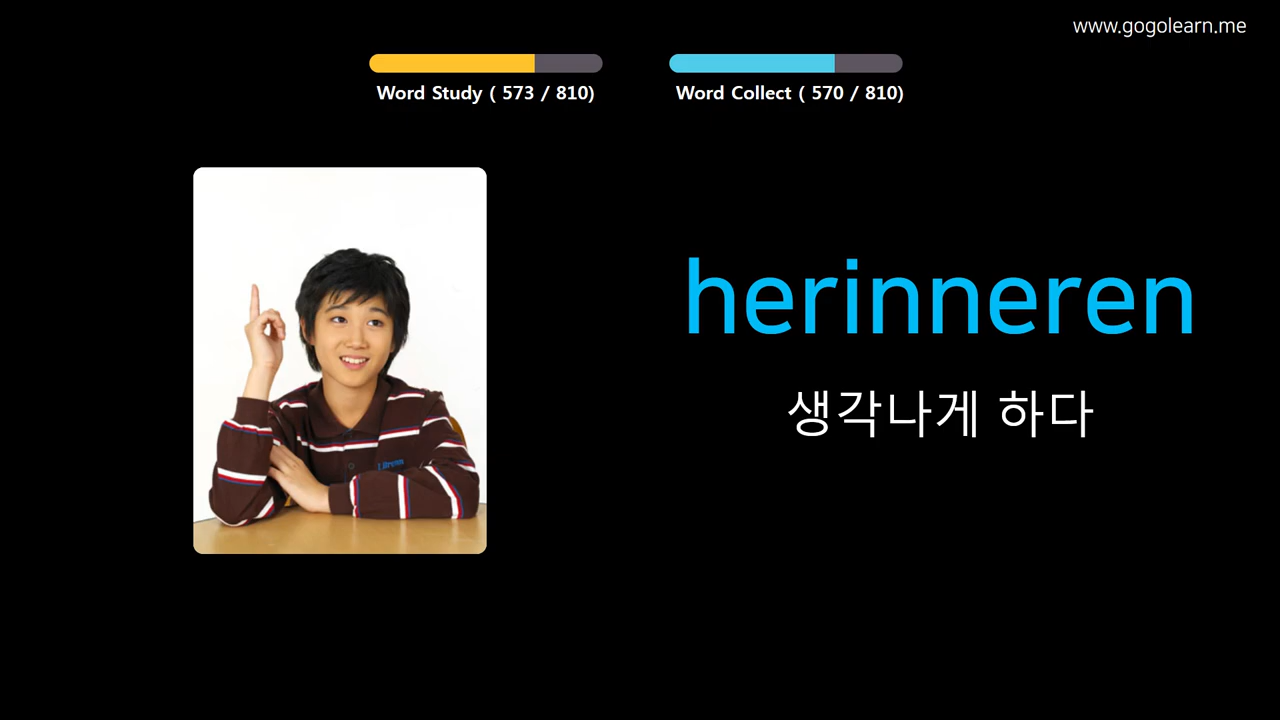 www.gogolearn.me
Word Study ( 573 / 810)
Word Collect ( 570 / 810)
herinneren
생각나게 하다